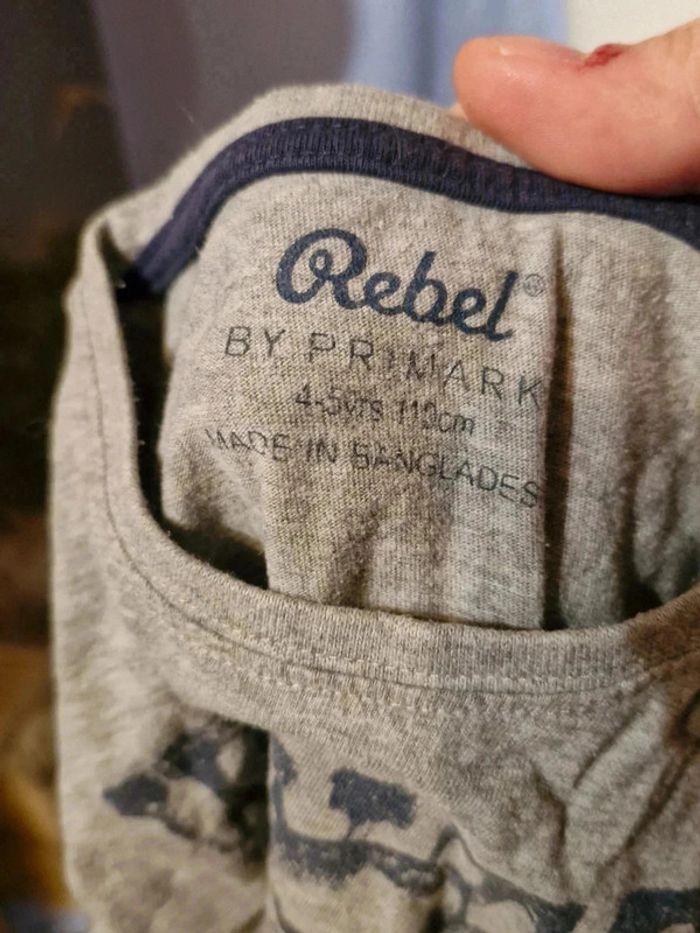 Rebel®
BY PRIMARK
4-5yrs 110cm
MADE IN BANGLADES